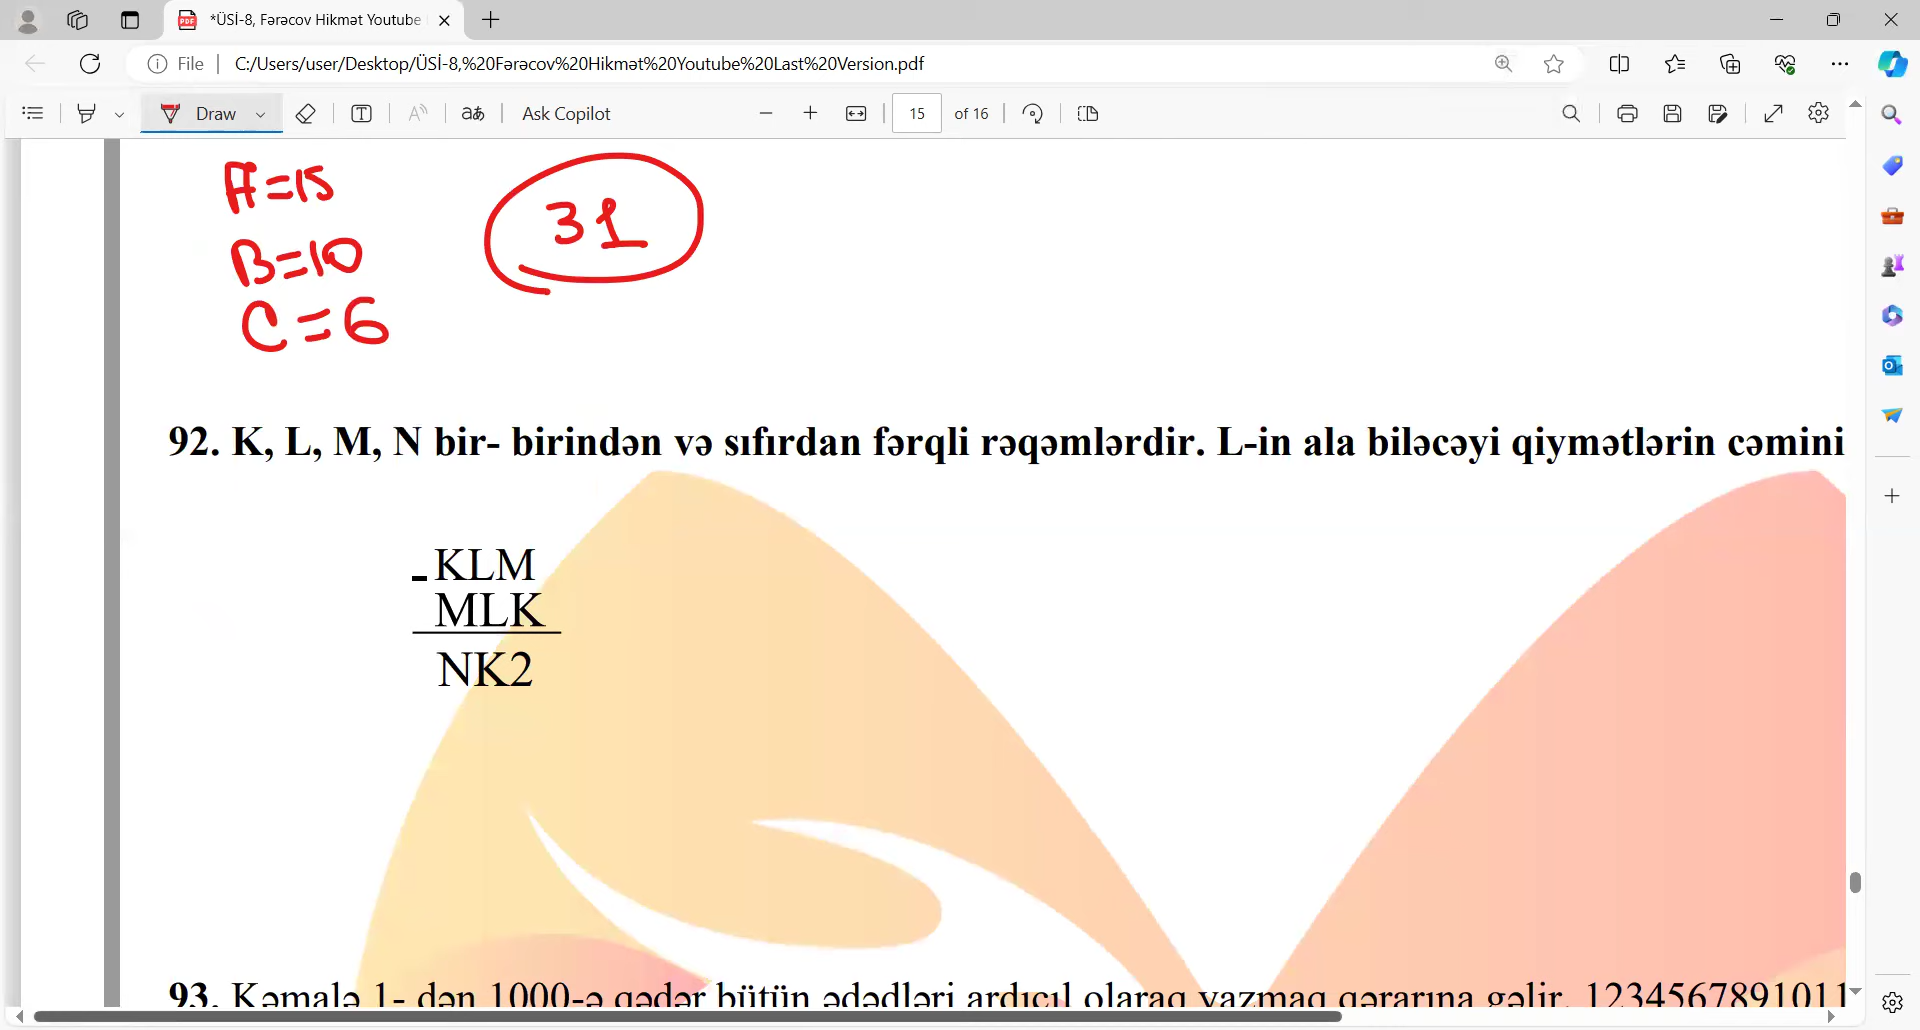 *ÜSİ-8, Fərəcov Hikmət Youtube
File
C:/Users/user/Desktop/ÜSİ-8,%20Fərəcov%20Hikmət%20Youtube%20Last%20Version.pdf
Draw
Ask Copilot
15 of 16
A=15
B=10
C=6
31
92. K, L, M, N bir- birindən və sıfırdan fərqli rəqəmlərdir. L-in ala biləcəyi qiymətlərin cəmini
-KLM
MLK
NK2
93. Kəmalə 1- dən 1000-ə qədər bütün ədədləri ardıcıl olaraq yazmaq qərarına gəlir. 1234567891011